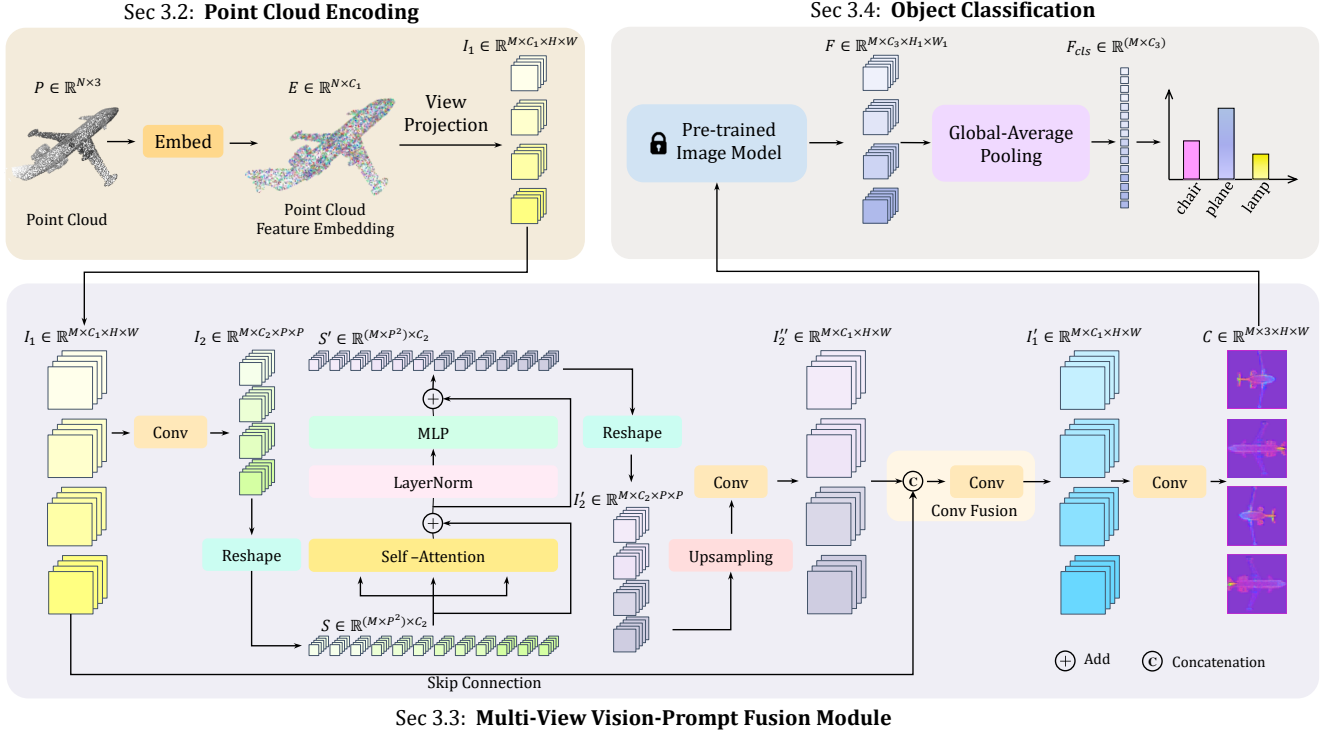 Sec 3.2: Point Cloud Encoding
P ∈ ℝ^{N×3}
E ∈ ℝ^{N×C₁}
I₁ ∈ ℝ^{M×C₁×H×W}
Embed
View
Projection
Point Cloud
Point Cloud
Feature Embedding
Sec 3.4: Object Classification
F ∈ ℝ^{M×C₃×H₁×W₁}
F_{cls} ∈ ℝ^{(M×C₃)}
Pre-trained
Image Model
Global-Average
Pooling
chair
plane
lamp
I₁ ∈ ℝ^{M×C₁×H×W}
I₂ ∈ ℝ^{M×C₂×P×P}
S′ ∈ ℝ^{(M×P²)×C₂}
I₂′′ ∈ ℝ^{M×C₁×H×W}
I₁′ ∈ ℝ^{M×C₁×H×W}
C ∈ ℝ^{M×3×H×W}
Conv
Reshape
MLP
LayerNorm
Self –Attention
S ∈ ℝ^{(M×P²)×C₂}
Reshape
I₂′ ∈ ℝ^{M×C₂×P×P}
Conv
Upsampling
C
Conv
Conv Fusion
Conv
Add
C Concatenation
Skip Connection
Sec 3.3: Multi-View Vision-Prompt Fusion Module